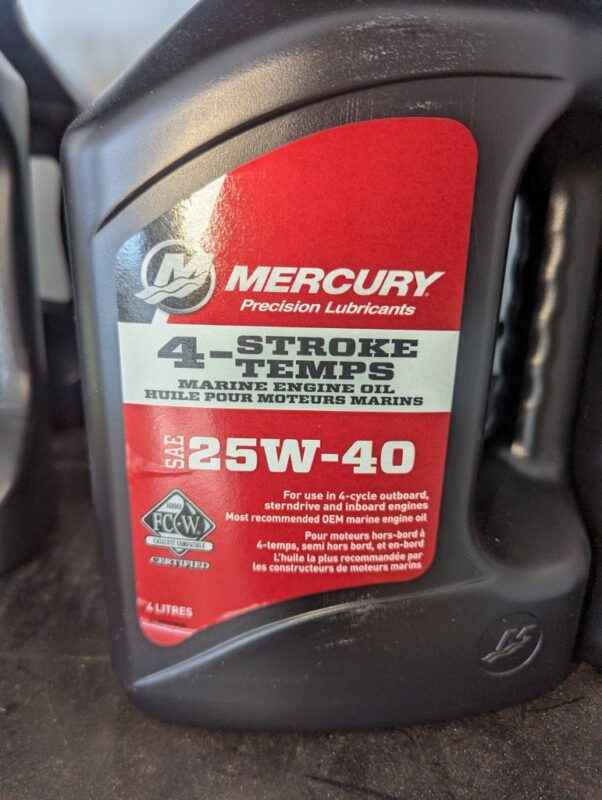 MERCURY
Precision Lubricants
4-STROKE
TEMPS
MARINE ENGINE OIL
HUILE POUR MOTEURS MARINS
SAE 25W-40
For use in 4-cycle outboard,
sterndrive and inboard engines
Most recommended OEM marine engine oil
Pour moteurs hors-bord à
4-temps, semi hors bord, et en-bord
L'huile la plus recommandée par
les constructeurs de moteurs marins
NMMA
FC-W
CATALYST COMPATIBLE
CERTIFIED
4 LITRES